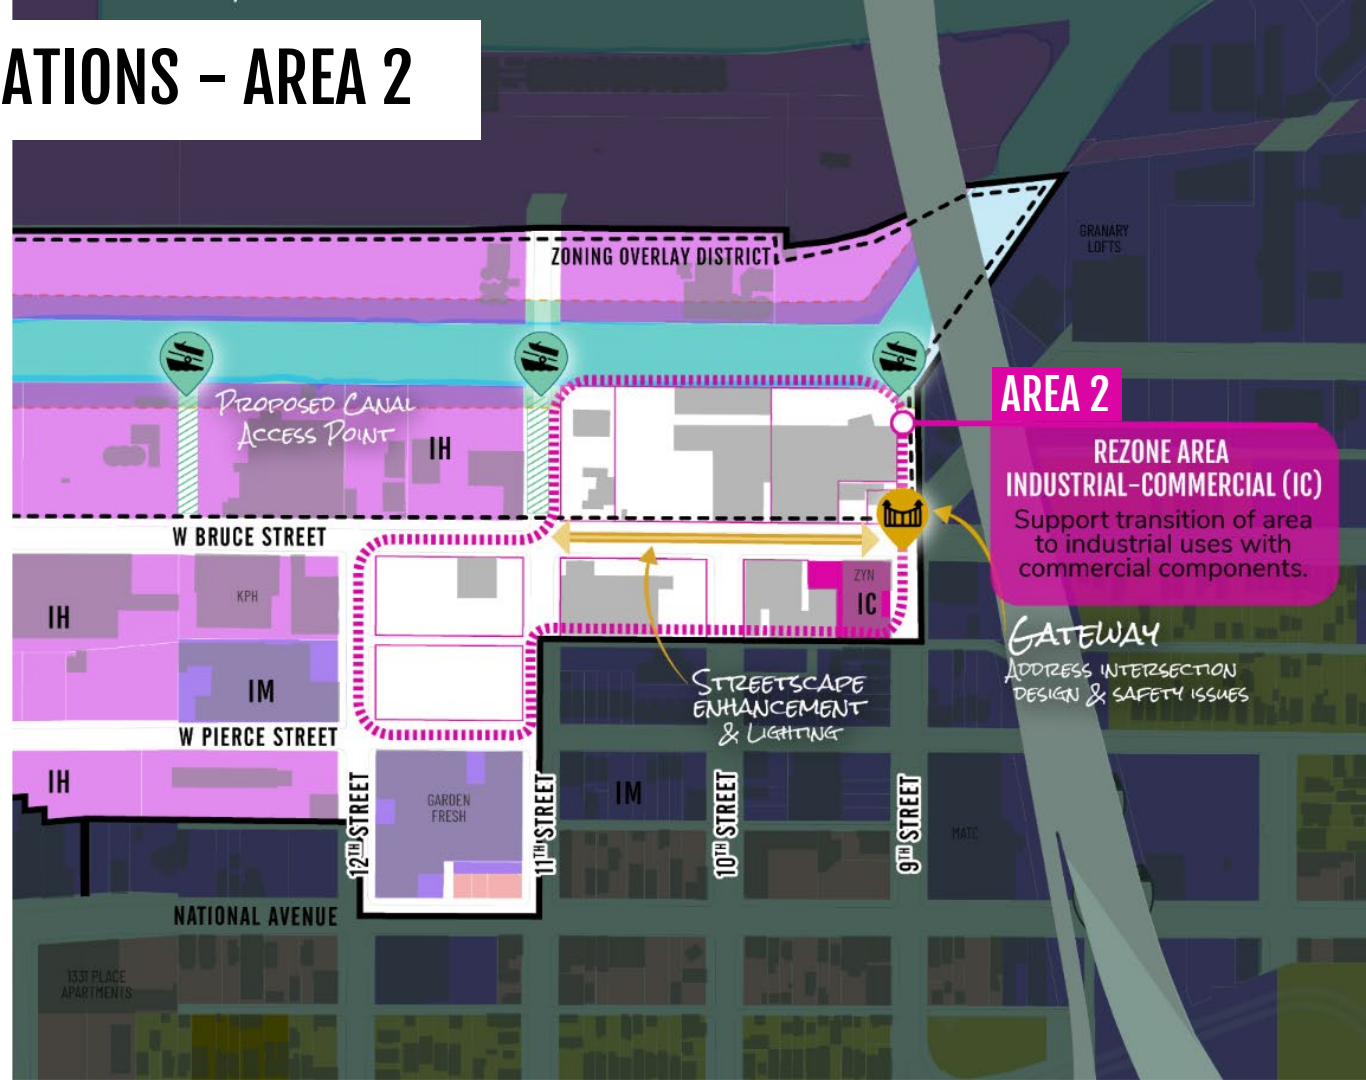 ATIONS - AREA 2
GRANARY
LOFTS
ZONING OVERLAY DISTRICT
PROPOSED CANAL
ACCESS POINT
IH
AREA 2
REZONE AREA
INDUSTRIAL-COMMERCIAL (IC)
Support transition of area
to industrial uses with
commercial components.
W BRUCE STREET
IH
KPH
ZYN
IC
GATEWAY
ADDRESS INTERSECTION
DESIGN & SAFETY ISSUES
IM
STREETSCAPE
ENHANCEMENT
& LIGHTING
W PIERCE STREET
IH
12TH STREET
GARDEN
FRESH
11TH STREET
IM
10TH STREET
9TH STREET
MATC
NATIONAL AVENUE
1331 PLACE
APARTMENTS